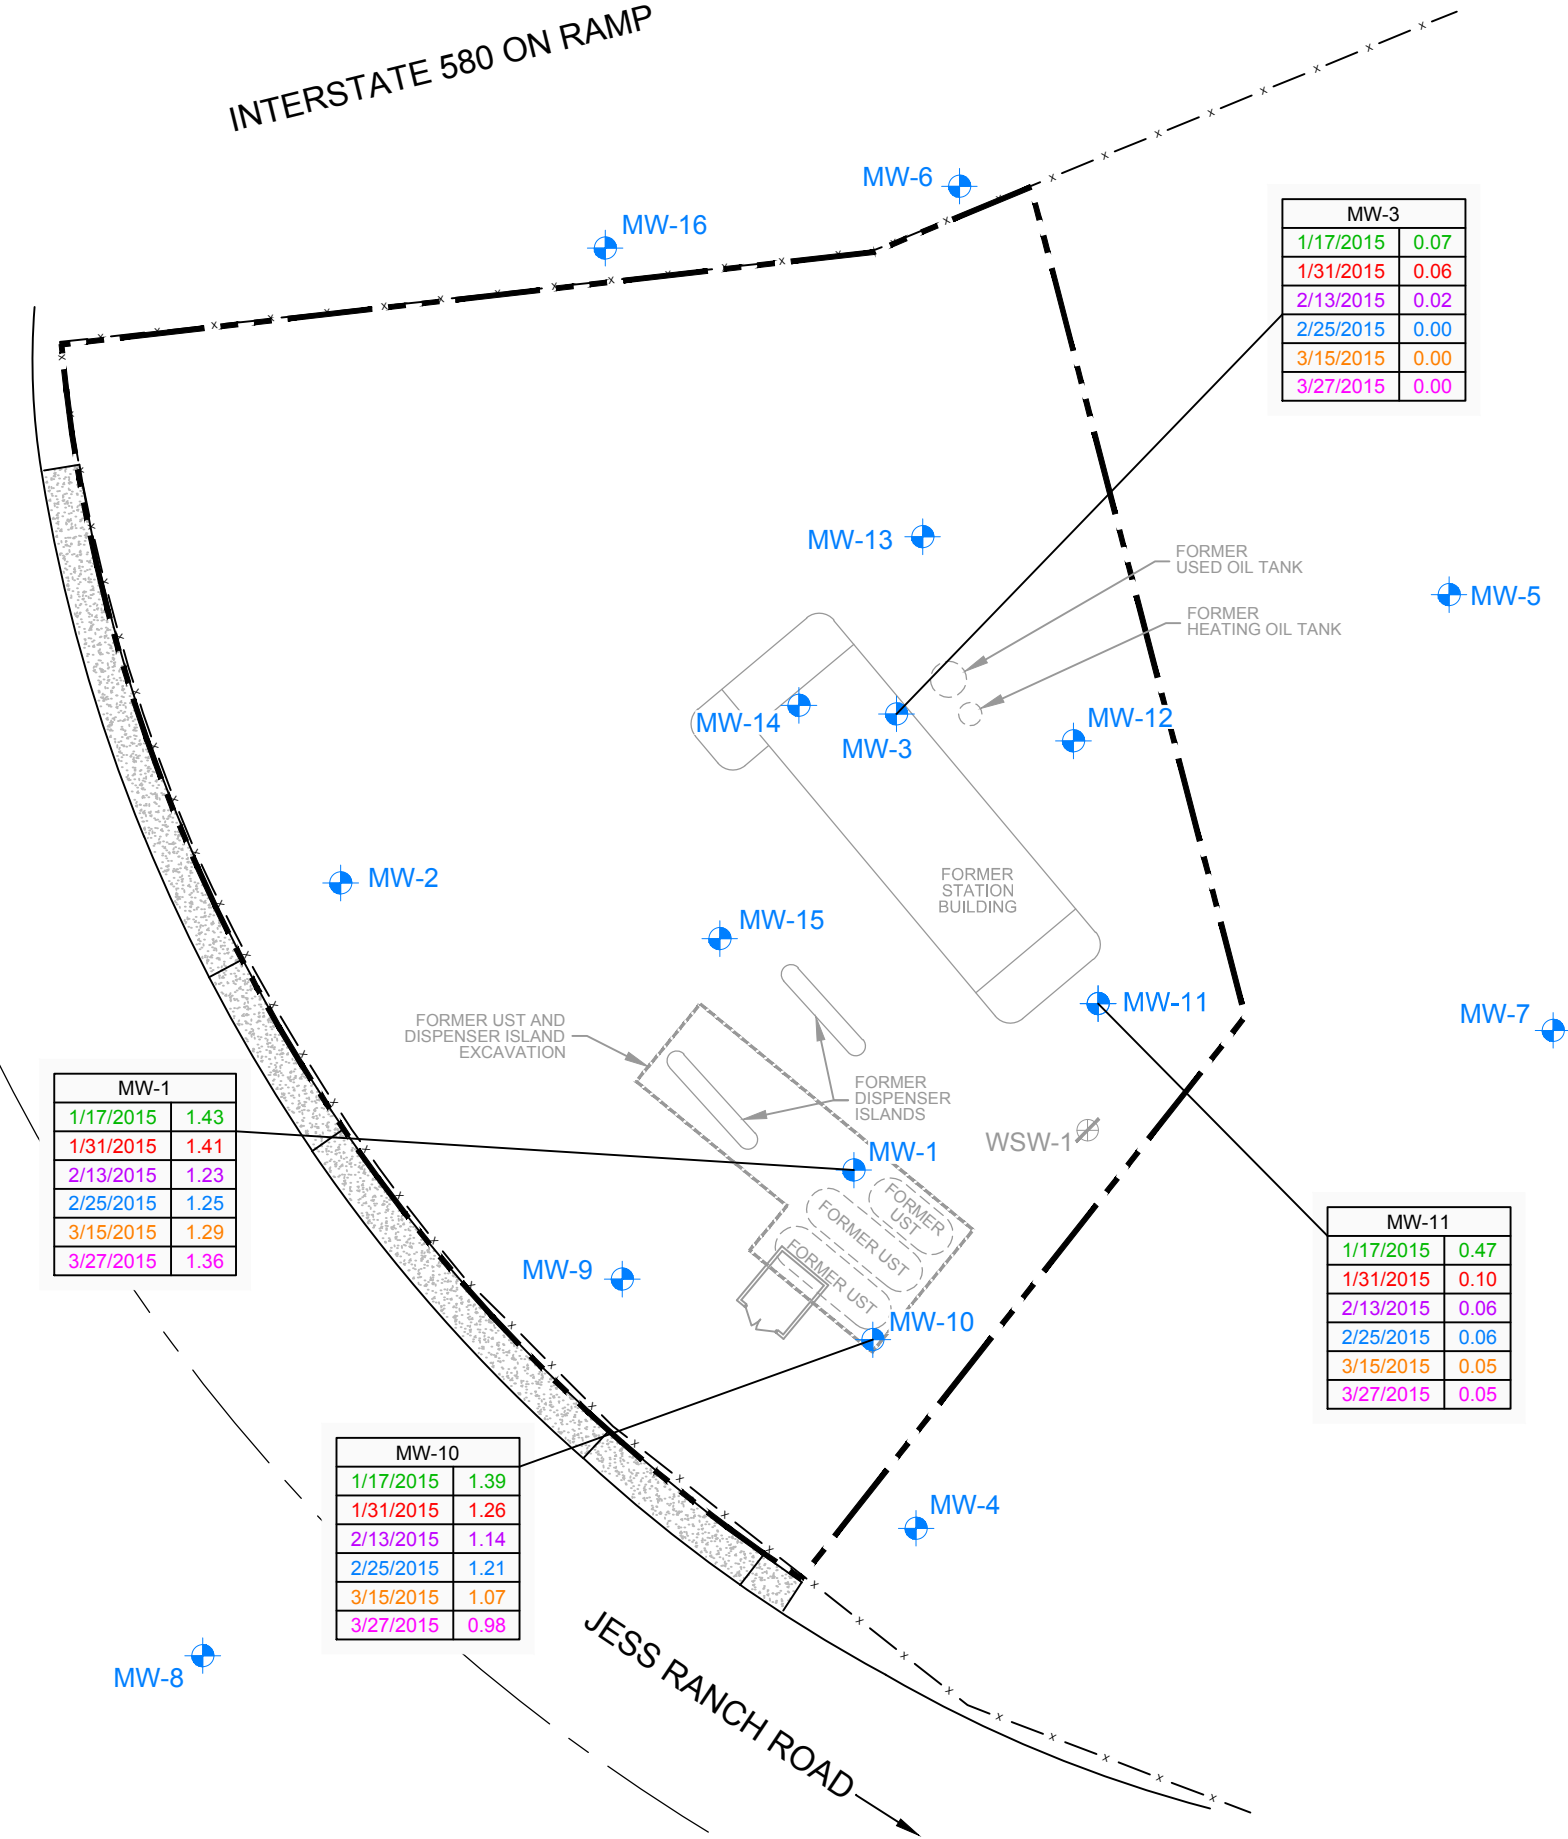 INTERSTATE 580 ON RAMP
MW-6
MW-16
MW-3
1/17/2015 0.07
1/31/2015 0.06
2/13/2015 0.02
2/25/2015 0.00
3/15/2015 0.00
3/27/2015 0.00
MW-13
FORMER
USED OIL TANK
MW-5
FORMER
HEATING OIL TANK
MW-14
MW-3
MW-12
MW-2
FORMER
STATION
BUILDING
MW-15
MW-11
MW-7
FORMER UST AND
DISPENSER ISLAND
EXCAVATION
FORMER
DISPENSER
ISLANDS
MW-1
1/17/2015 1.43
1/31/2015 1.41
2/13/2015 1.23
2/25/2015 1.25
3/15/2015 1.29
3/27/2015 1.36
MW-1
WSW-1
FORMER
UST
FORMER UST
FORMER UST
MW-9
MW-10
MW-11
1/17/2015 0.47
1/31/2015 0.10
2/13/2015 0.06
2/25/2015 0.06
3/15/2015 0.05
3/27/2015 0.05
MW-10
1/17/2015 1.39
1/31/2015 1.26
2/13/2015 1.14
2/25/2015 1.21
3/15/2015 1.07
3/27/2015 0.98
MW-4
MW-8
JESS RANCH ROAD